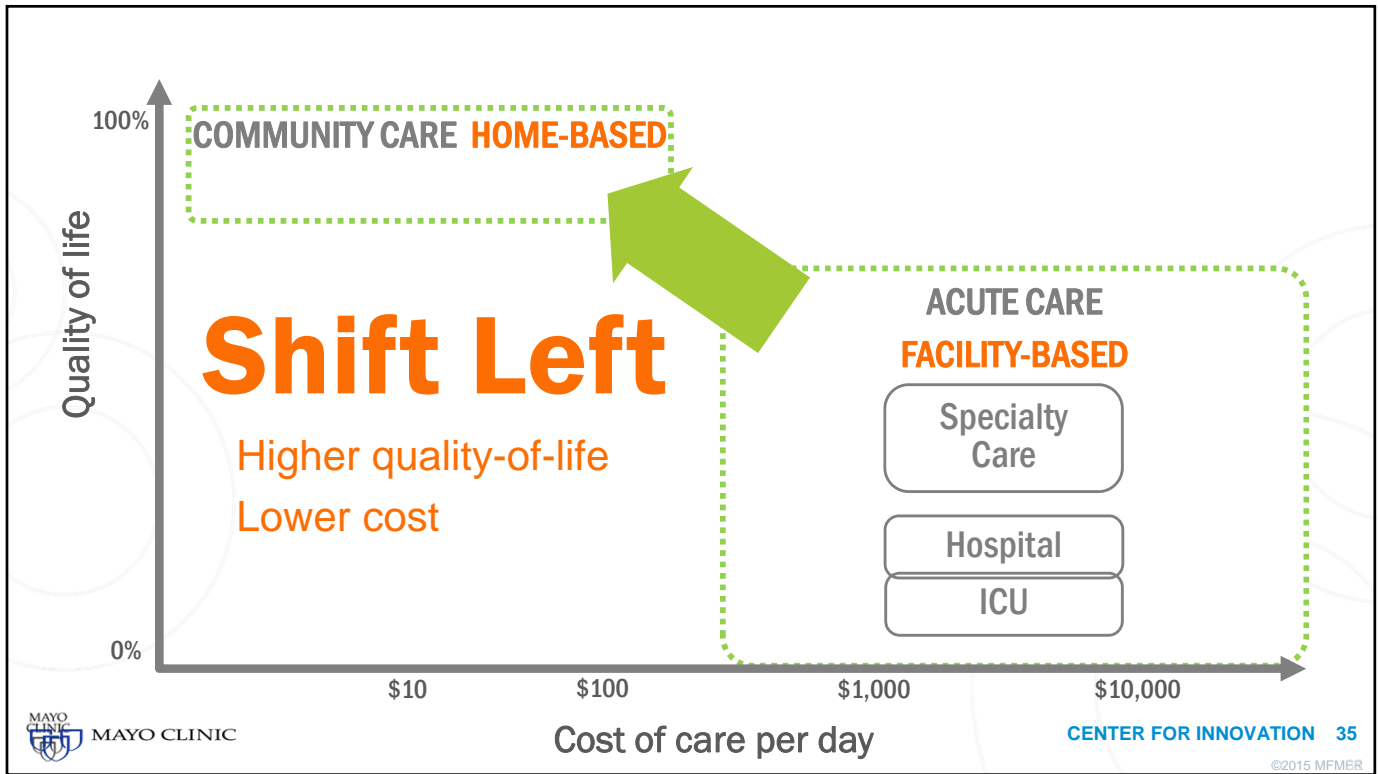 100%
COMMUNITY CARE HOME-BASED
Quality of life
Shift Left
Higher quality-of-life
Lower cost
ACUTE CARE
FACILITY-BASED
Specialty
Care
Hospital
ICU
0%
$10 $100 $1,000 $10,000
Cost of care per day
MAYO
CLINIC
MAYO CLINIC
CENTER FOR INNOVATION 35
©2015 MFMER